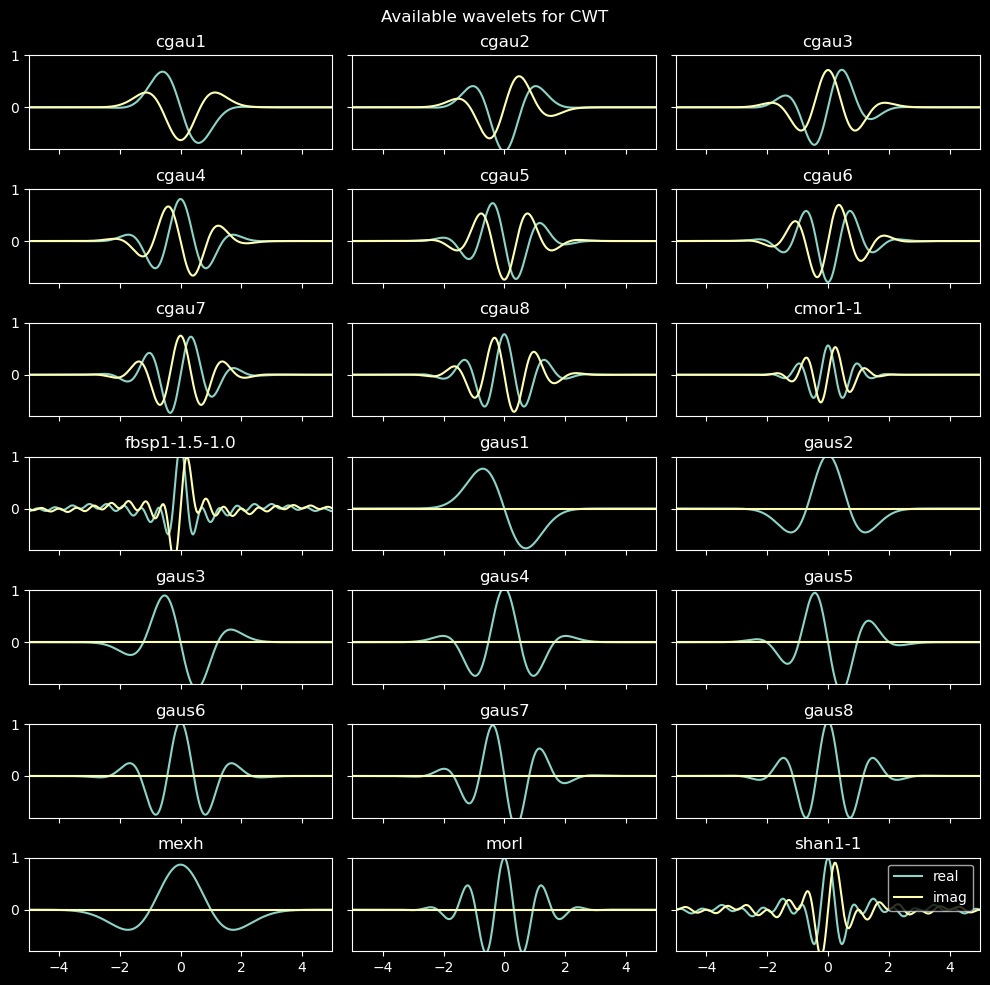 Available wavelets for CWT
cgau1 cgau2 cgau3
1
0
cgau4 cgau5 cgau6
1
0
cgau7 cgau8 cmor1-1
1
0
fbsp1-1.5-1.0 gaus1 gaus2
1
0
gaus3 gaus4 gaus5
1
0
gaus6 gaus7 gaus8
1
0
mexh morl shan1-1
1
real
0
imag
−4 −2 0 2 4 −4 −2 0 2 4 −4 −2 0 2 4